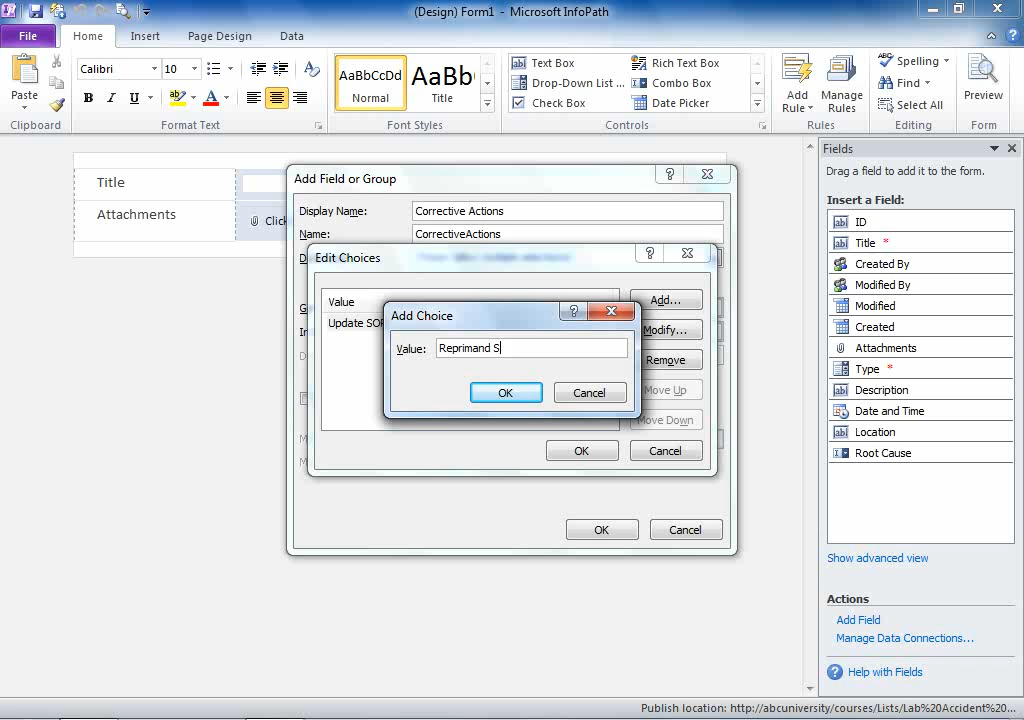 (Design) Form1 - Microsoft InfoPath
File Home Insert Page Design Data
Paste
Clipboard
Calibri 10
B I U
Format Text
AaBbCcDd Normal
AaBb Title
Font Styles
Text Box Rich Text Box
Drop-Down List ... Combo Box
Check Box Date Picker
Controls
Add Rule
Manage Rules
Rules
Spelling
Find
Select All
Editing
Preview
Form
Title
Attachments
Click
Add Field or Group
Display Name: Corrective Actions
Name: CorrectiveActions
Edit Choices
Value
Update SOP
Add...
Modify...
Remove
Move Up
Move Down
OK Cancel
Add Choice
Value: Reprimand S
OK Cancel
OK Cancel
Fields
Drag a field to add it to the form.
Insert a Field:
ID
Title *
Created By
Modified By
Modified
Created
Attachments
Type *
Description
Date and Time
Location
Root Cause
Show advanced view
Actions
Add Field
Manage Data Connections...
Help with Fields
Publish location: http://abcuniversity/courses/Lists/Lab%20Accident%20...